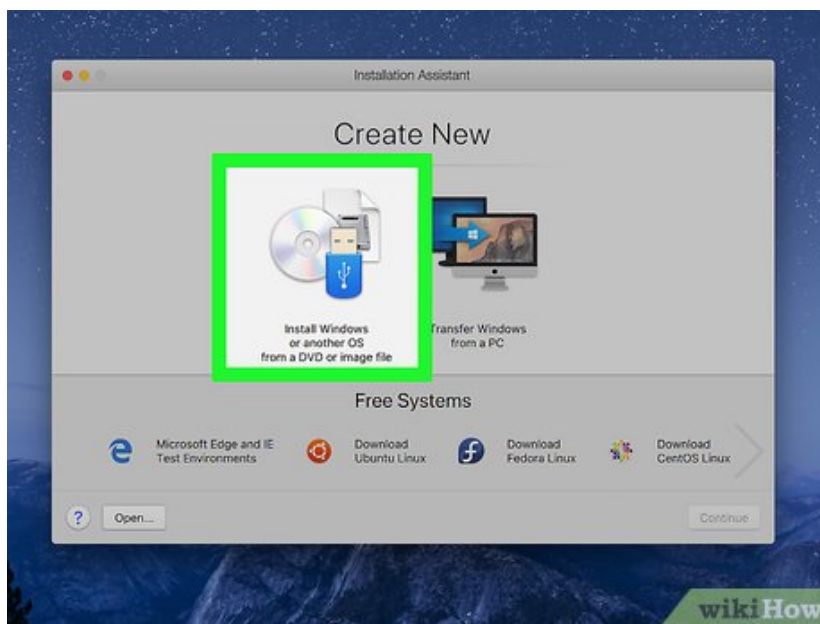 Installation Assistant
Create New
Install Windows
or another OS
from a DVD or image file
Transfer Windows
from a PC
Free Systems
Microsoft Edge and IE
Test Environments
Download
Ubuntu Linux
Download
Fedora Linux
Download
CentOS Linux
?
Open...
Continue
wikiHow